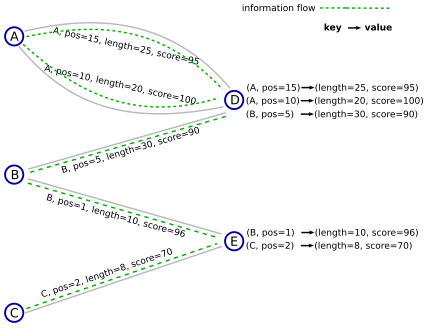 information flow
key → value
A
A, pos=15, length=25, score=95
A, pos=10, length=20, score=100
D
(A, pos=15)→(length=25, score=95)
(A, pos=10)→(length=20, score=100)
(B, pos=5) →(length=30, score=90)
B, pos=5, length=30, score=90
B
B, pos=1, length=10, score=96
E
(B, pos=1) →(length=10, score=96)
(C, pos=2) →(length=8, score=70)
C, pos=2, length=8, score=70
C